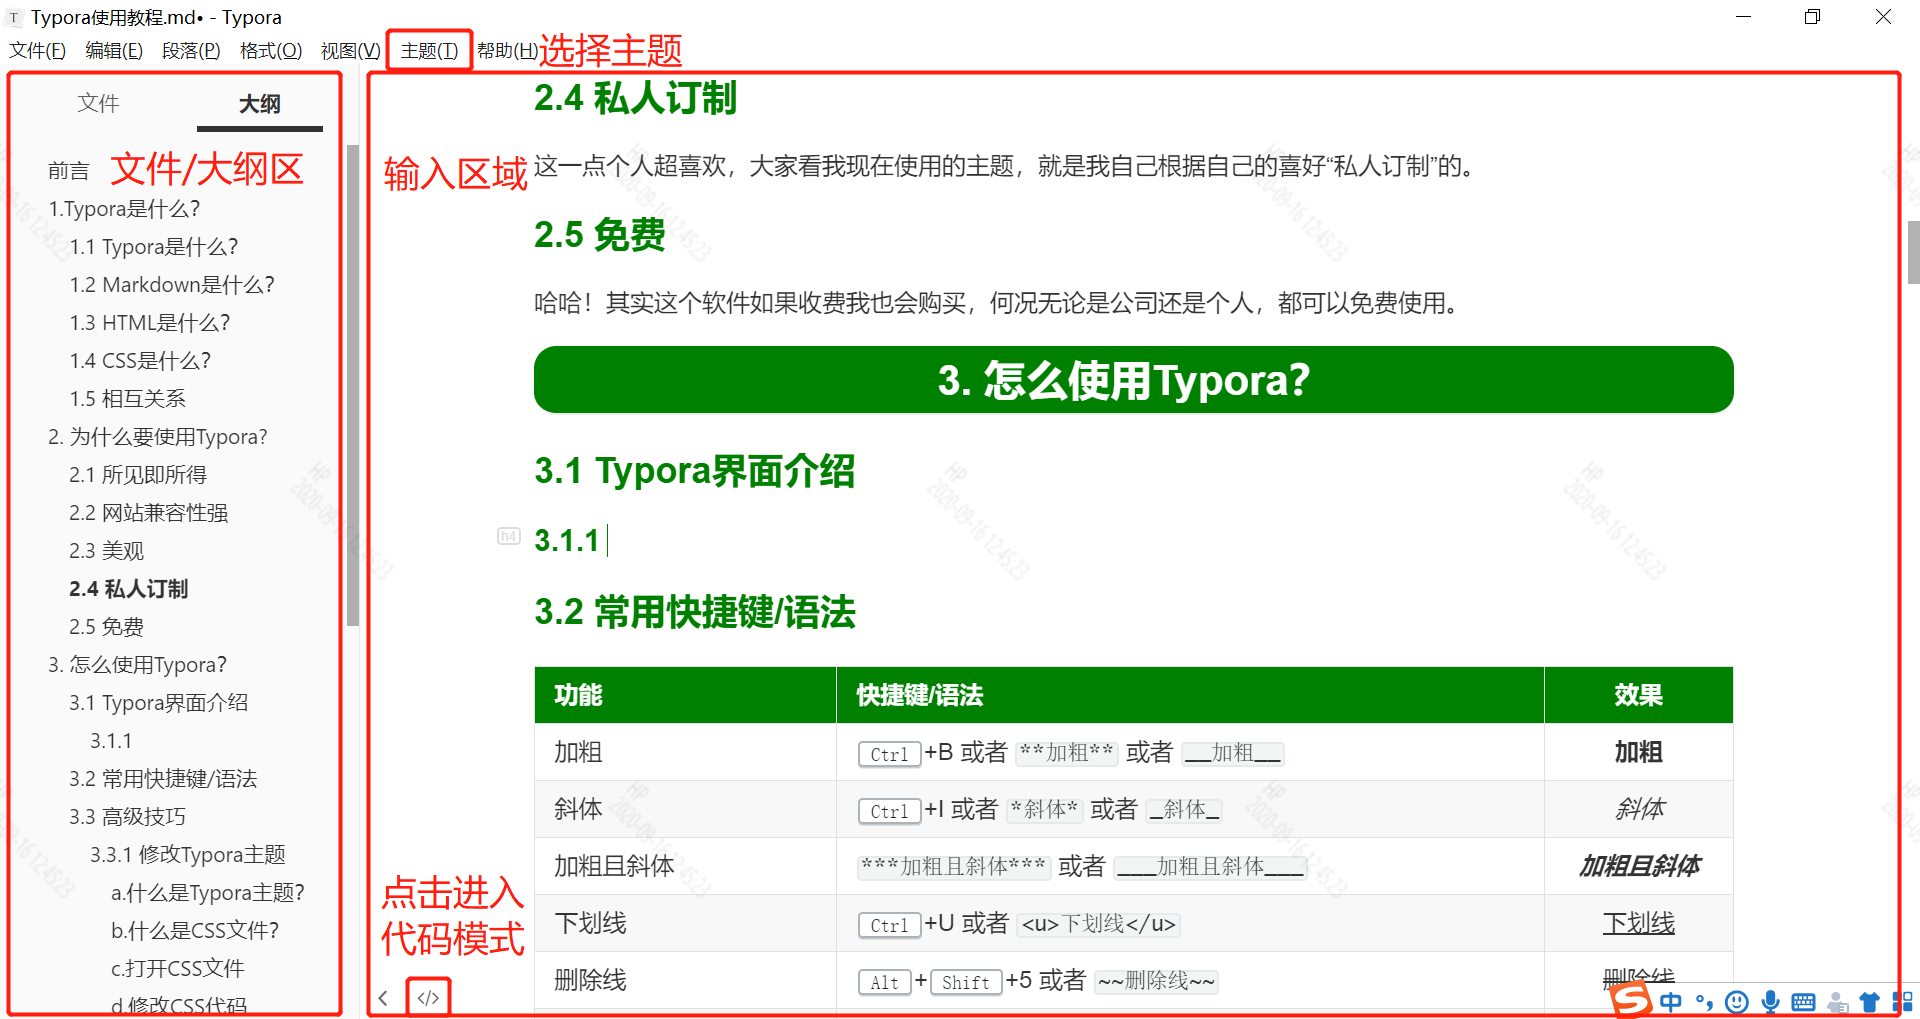 Typora使用教程.md• - Typora
文件(F) 编辑(E) 段落(P) 格式(O) 视图(V) 主题(T) 帮助(H) 选择主题
文件 大纲
文件/大纲区
前言
1.Typora是什么?
1.1 Typora是什么?
1.2 Markdown是什么?
1.3 HTML是什么?
1.4 CSS是什么?
1.5 相互关系
2. 为什么要使用Typora?
2.1 所见即所得
2.2 网站兼容性强
2.3 美观
2.4 私人订制
2.5 免费
3. 怎么使用Typora?
3.1 Typora界面介绍
3.1.1
3.2 常用快捷键/语法
3.3 高级技巧
3.3.1 修改Typora主题
a.什么是Typora主题?
b.什么是CSS文件?
c.打开CSS文件
d.修改CSS代码
输入区域
2.4 私人订制
这一点个人超喜欢，大家看我现在使用的主题，就是我自己根据自己的喜好“私人订制”的。
2.5 免费
哈哈！其实这个软件如果收费我也会购买，何况无论是公司还是个人，都可以免费使用。
3. 怎么使用Typora?
3.1 Typora界面介绍
h4 3.1.1
3.2 常用快捷键/语法
功能 快捷键/语法 效果
加粗 Ctrl+B 或者 **加粗** 或者 __加粗__ 加粗
斜体 Ctrl+I 或者 *斜体* 或者 _斜体_ 斜体
加粗且斜体 ***加粗且斜体*** 或者 ___加粗且斜体___ 加粗且斜体
下划线 Ctrl+U 或者 <u>下划线</u> 下划线
删除线 Alt+Shift+5 或者 ~~删除线~~ 删除线
点击进入
代码模式
</>
中
HP
2020-09-16 124523